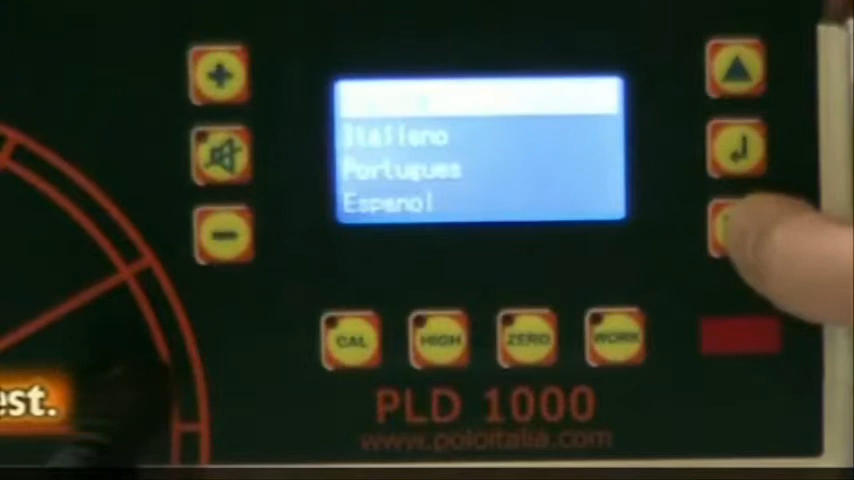 Italiano
Portugues
Espanol
CAL HIGH ZERO WORK
est.
PLD 1000
www.poloitalia.com